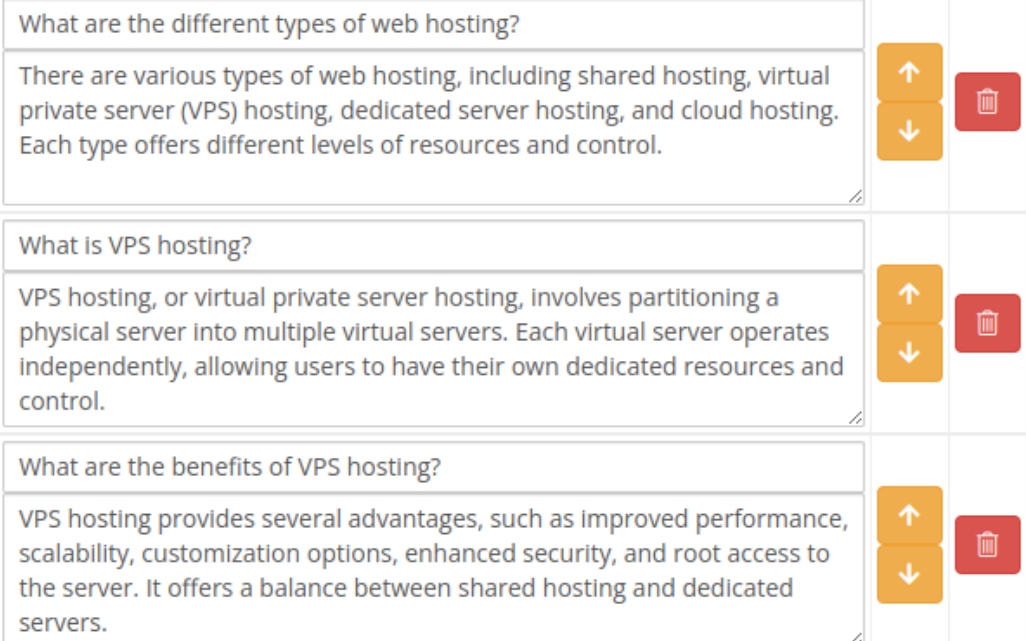 What are the different types of web hosting?
There are various types of web hosting, including shared hosting, virtual
private server (VPS) hosting, dedicated server hosting, and cloud hosting.
Each type offers different levels of resources and control.
What is VPS hosting?
VPS hosting, or virtual private server hosting, involves partitioning a
physical server into multiple virtual servers. Each virtual server operates
independently, allowing users to have their own dedicated resources and
control.
What are the benefits of VPS hosting?
VPS hosting provides several advantages, such as improved performance,
scalability, customization options, enhanced security, and root access to
the server. It offers a balance between shared hosting and dedicated
servers.